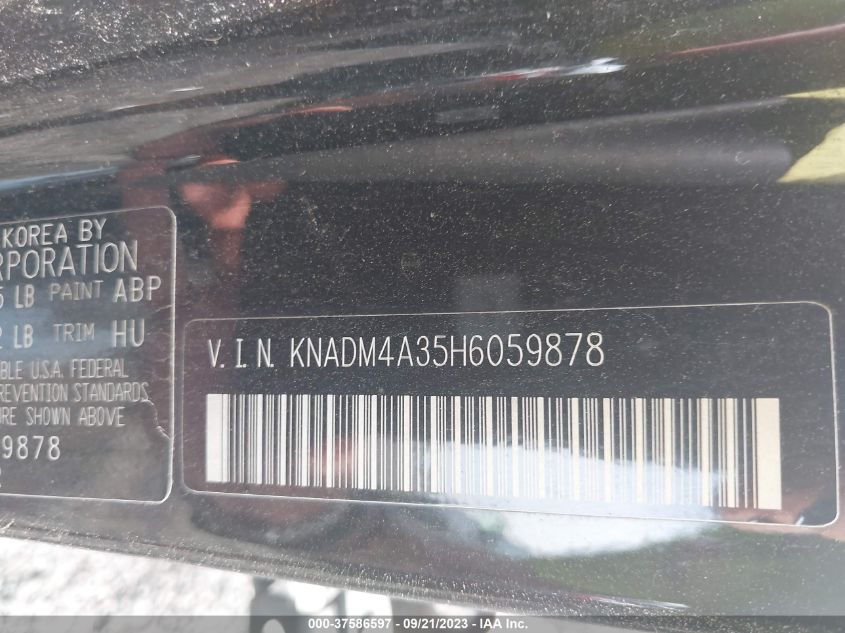 KOREA BY
RPORATION
5 LB PAINT ABP
2 LB TRIM HU
BLE U.S.A. FEDERAL
REVENTION STANDARDS
URE SHOWN ABOVE
9878
V. I. N. KNADM4A35H6059878
000-37586597 - 09/21/2023 - IAA Inc.